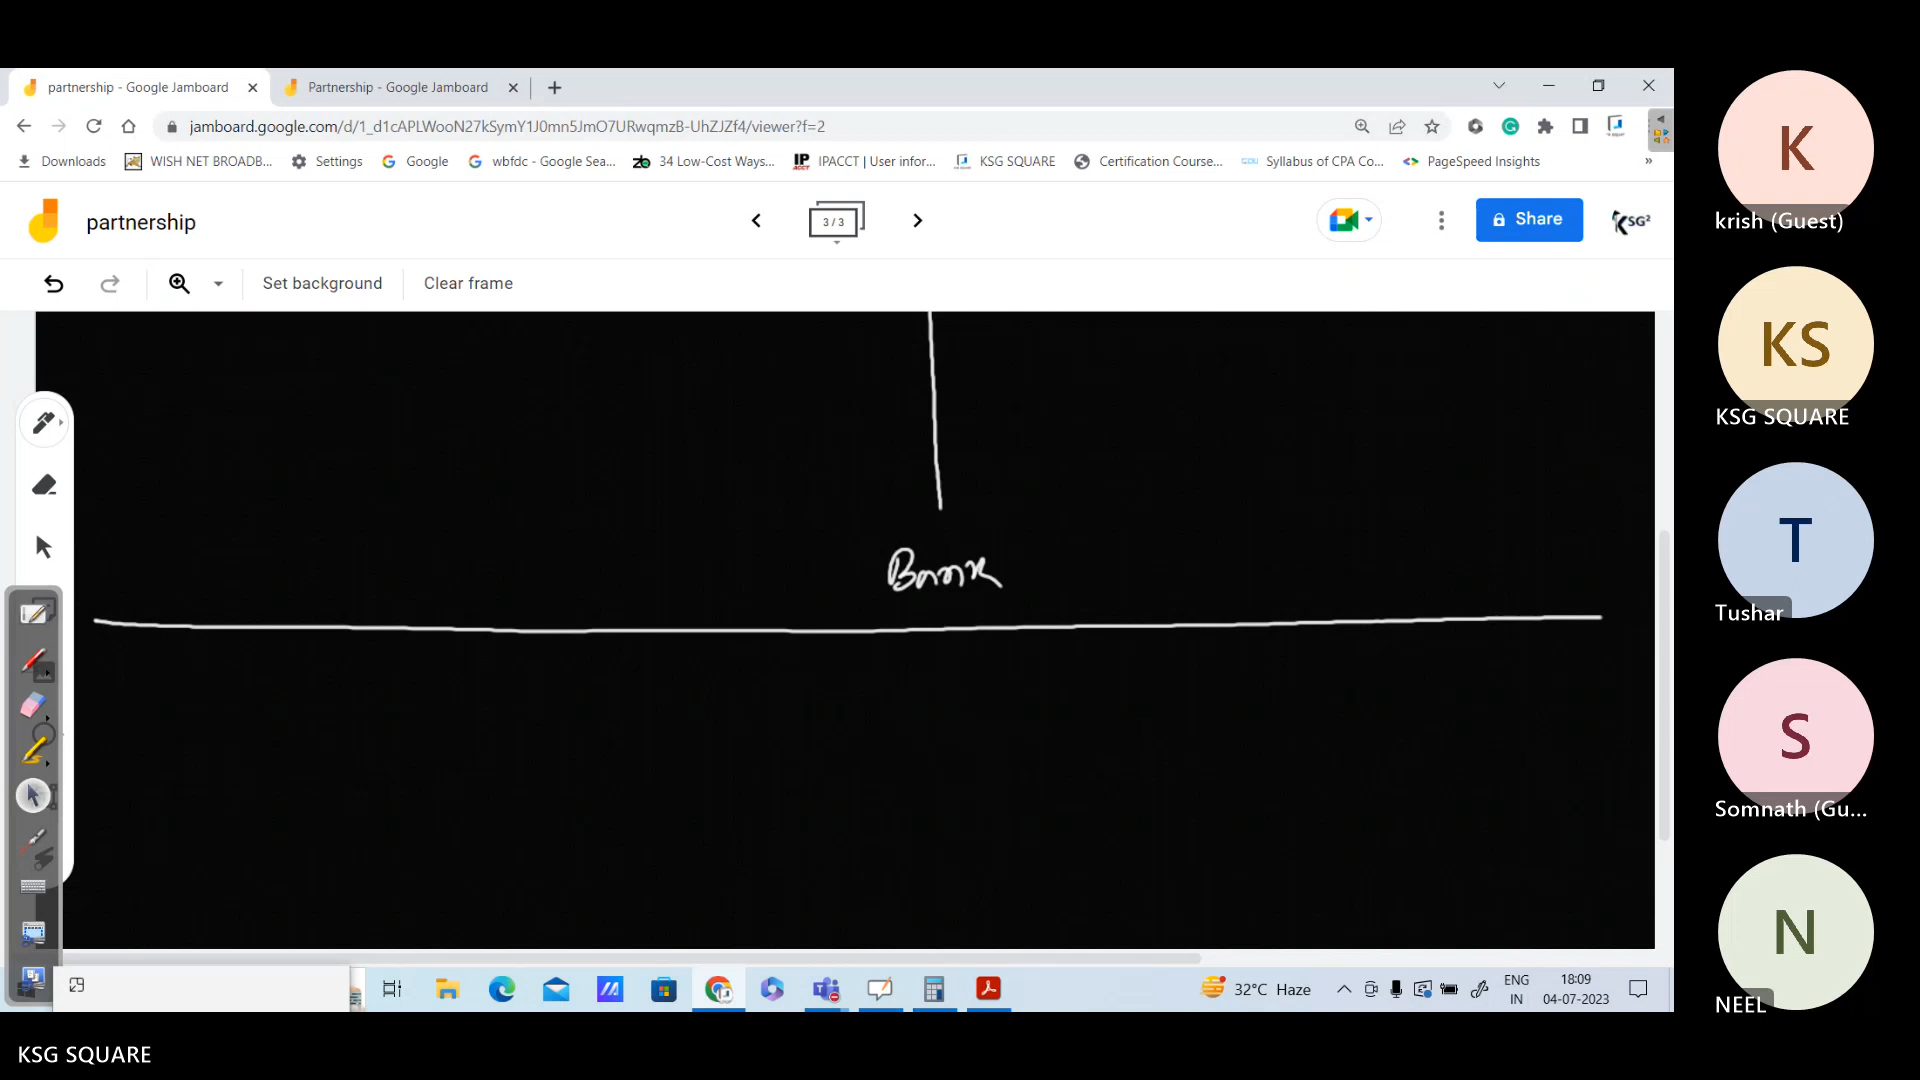 partnership - Google Jamboard
Partnership - Google Jamboard
jamboard.google.com/d/1_d1cAPLWooN27kSymY1J0mn5JmO7URwqmzB-UhZJZf4/viewer?f=2
Downloads
WISH NET BROADB...
Settings
Google
wbfdc - Google Sea...
34 Low-Cost Ways...
IPACCT | User infor...
KSG SQUARE
Certification Course...
Syllabus of CPA Co...
PageSpeed Insights
»
partnership
3 / 3
Share
KSG²
Set background
Clear frame
Bank
K
krish (Guest)
KS
KSG SQUARE
T
Tushar
S
Somnath (Gu...
N
NEEL
32°C Haze
ENG
IN
18:09
04-07-2023
KSG SQUARE